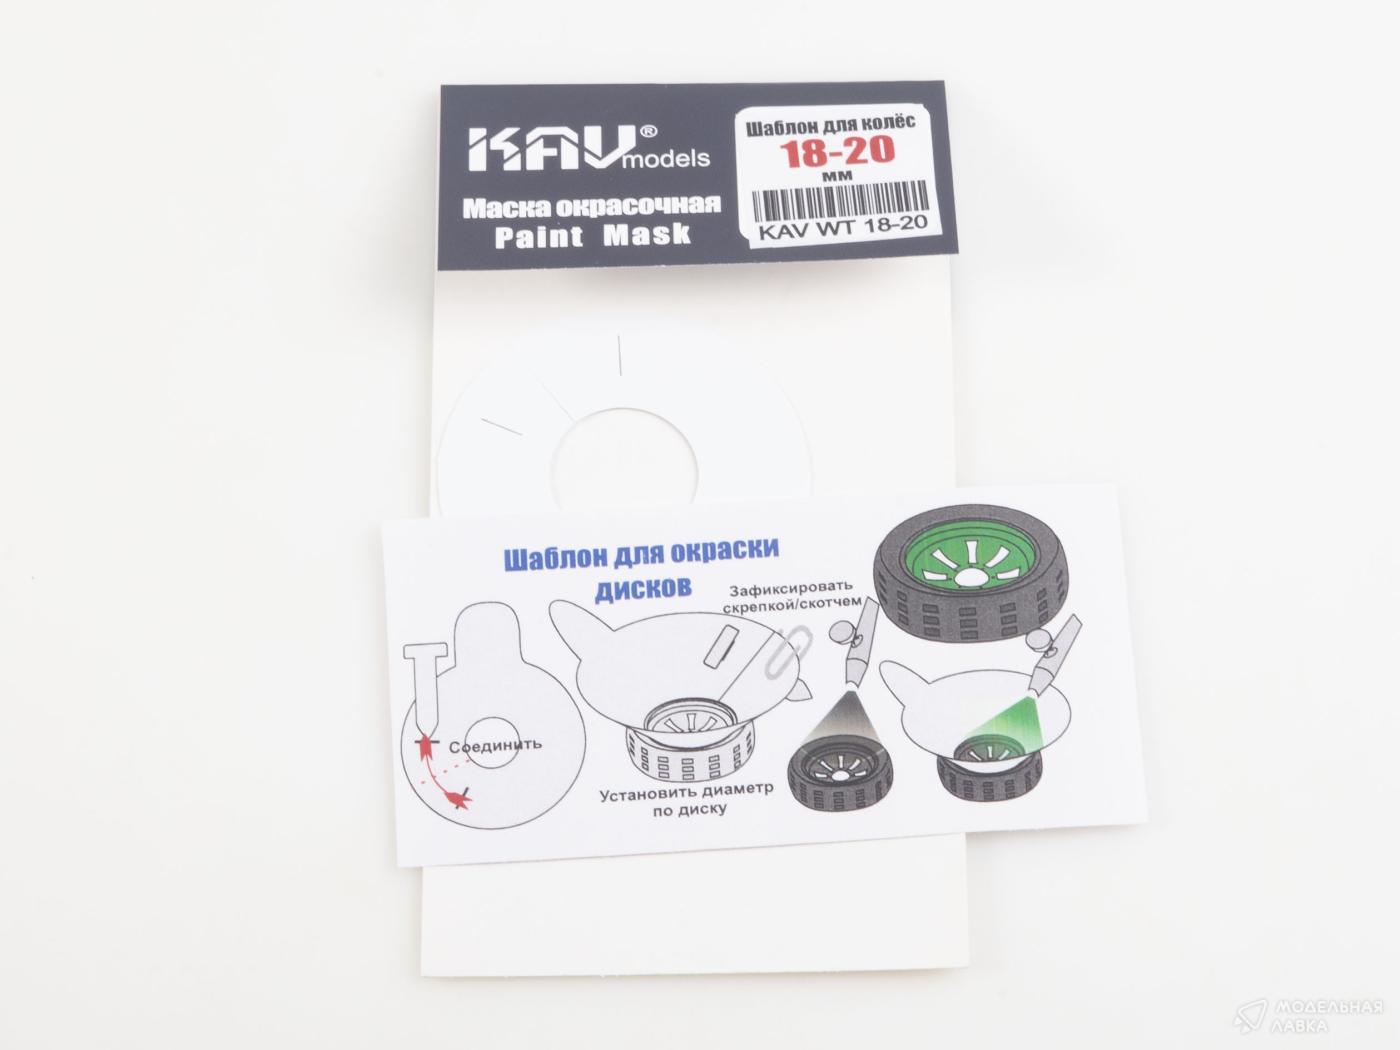 KAV®
models
Маска окрасочная
Paint Mask
Шаблон для колёс
18-20
мм
KAV WT 18-20
Шаблон для окраски
дисков
Зафиксировать
скрепкой/скотчем
Соединить
Установить диаметр
по диску
МОДЕЛЬНАЯ
ЛАВКА